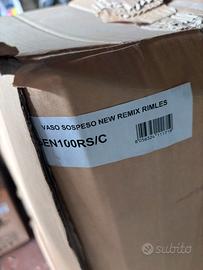 VASO SOSPESO NEW REMIX RIMLES
EN100RS/C
subito